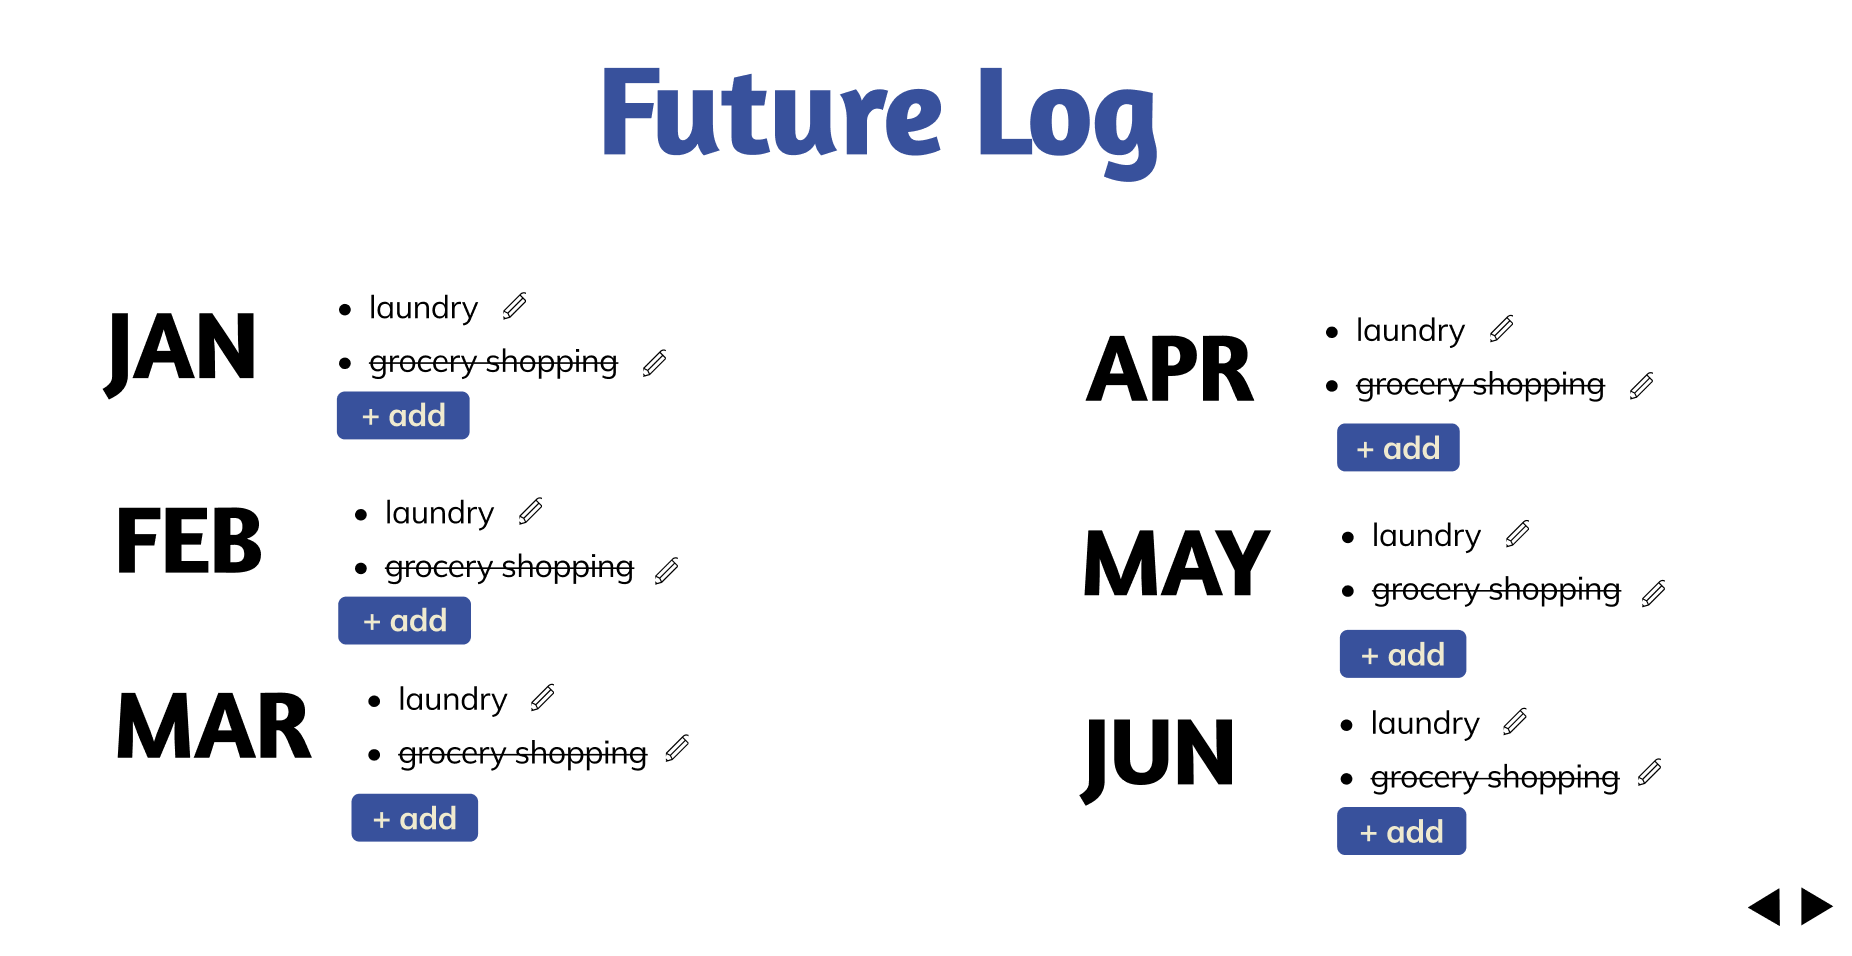 Future Log
JAN
• laundry
• grocery shopping
+ add
FEB
• laundry
• grocery shopping
+ add
MAR
• laundry
• grocery shopping
+ add
APR
• laundry
• grocery shopping
+ add
MAY
• laundry
• grocery shopping
+ add
JUN
• laundry
• grocery shopping
+ add